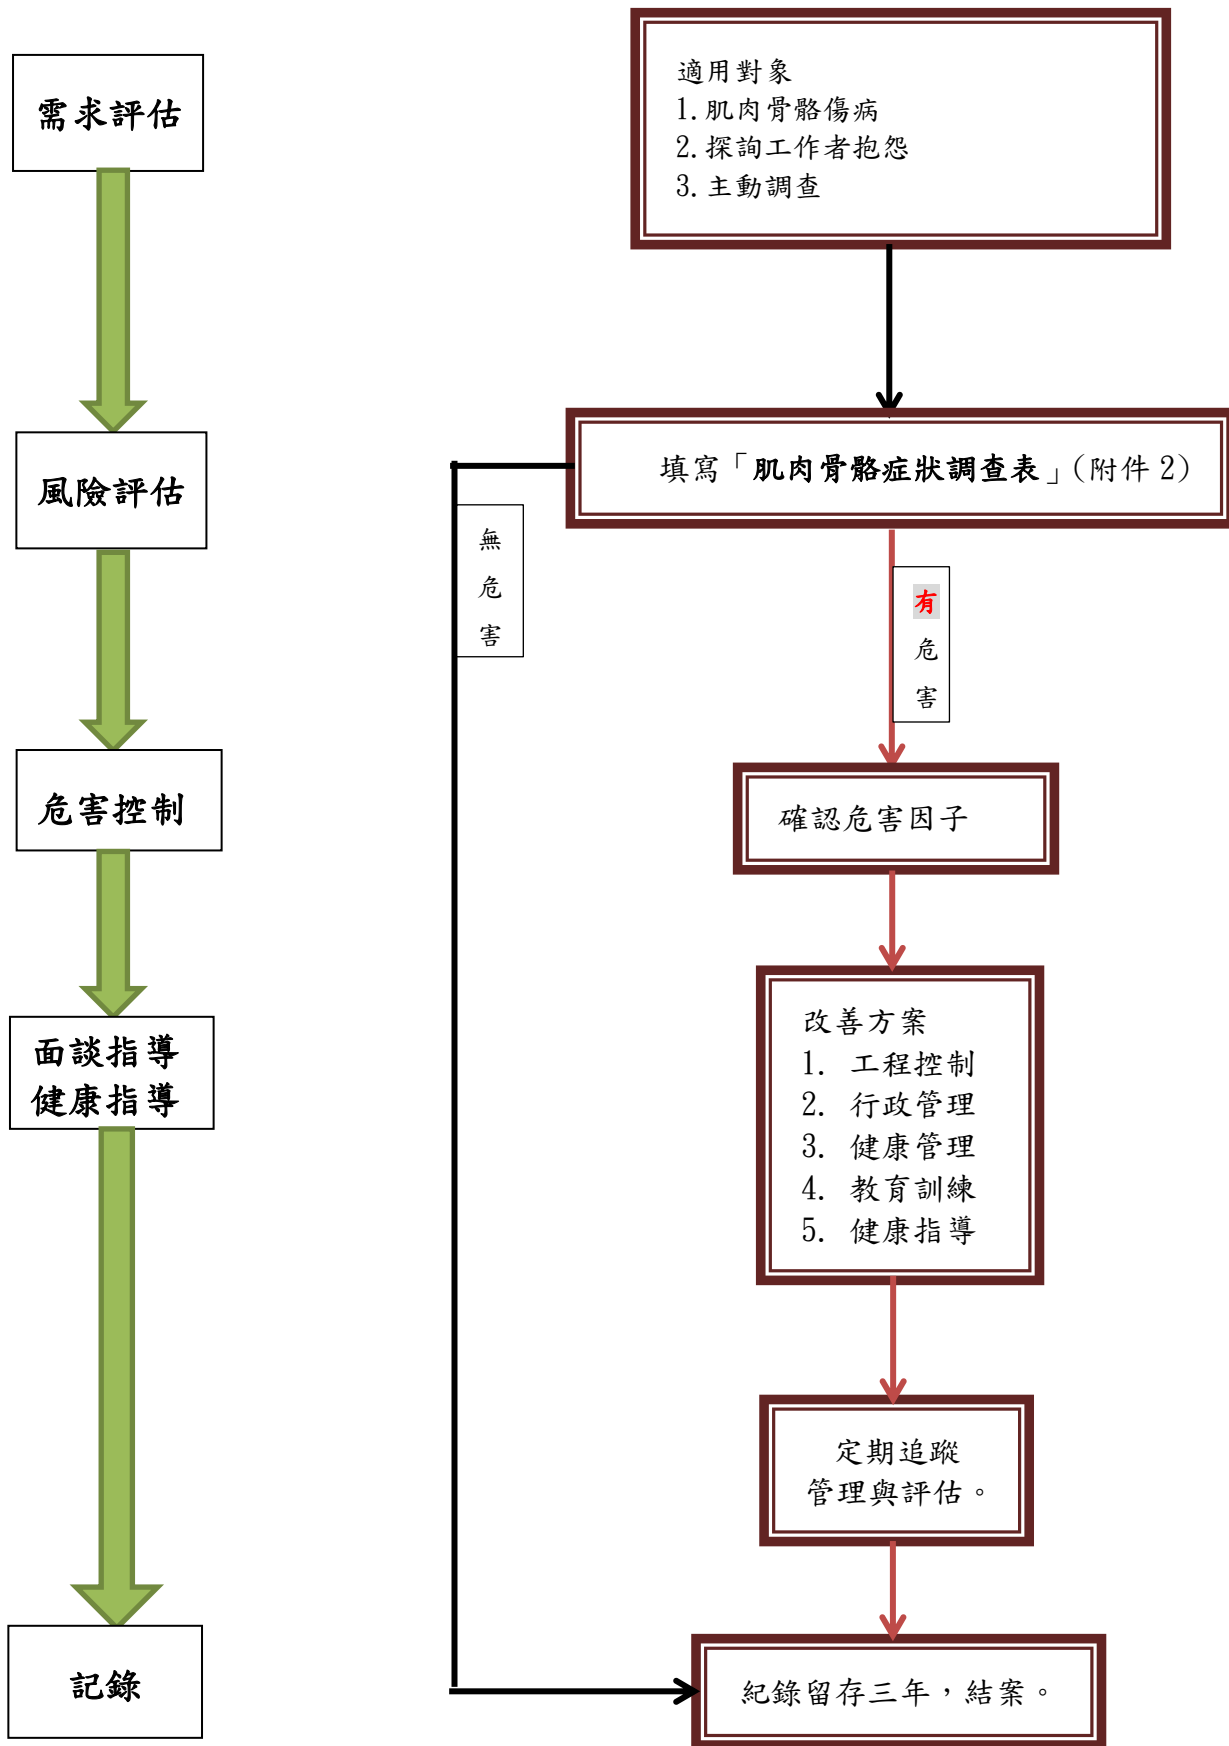 需求評估
適用對象
1.肌肉骨骼傷病
2.探詢工作者抱怨
3.主動調查
風險評估
填寫「肌肉骨骼症狀調查表」(附件 2)
無
危
害
有
危
害
危害控制
確認危害因子
面談指導
健康指導
改善方案
1. 工程控制
2. 行政管理
3. 健康管理
4. 教育訓練
5. 健康指導
定期追蹤
管理與評估。
記錄
紀錄留存三年，結案。